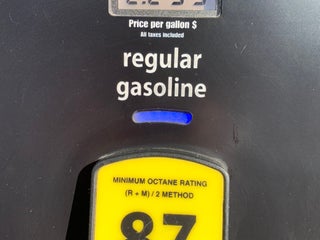 Price per gallon $
All taxes included
regular
gasoline
MINIMUM OCTANE RATING
(R + M) / 2 METHOD
87